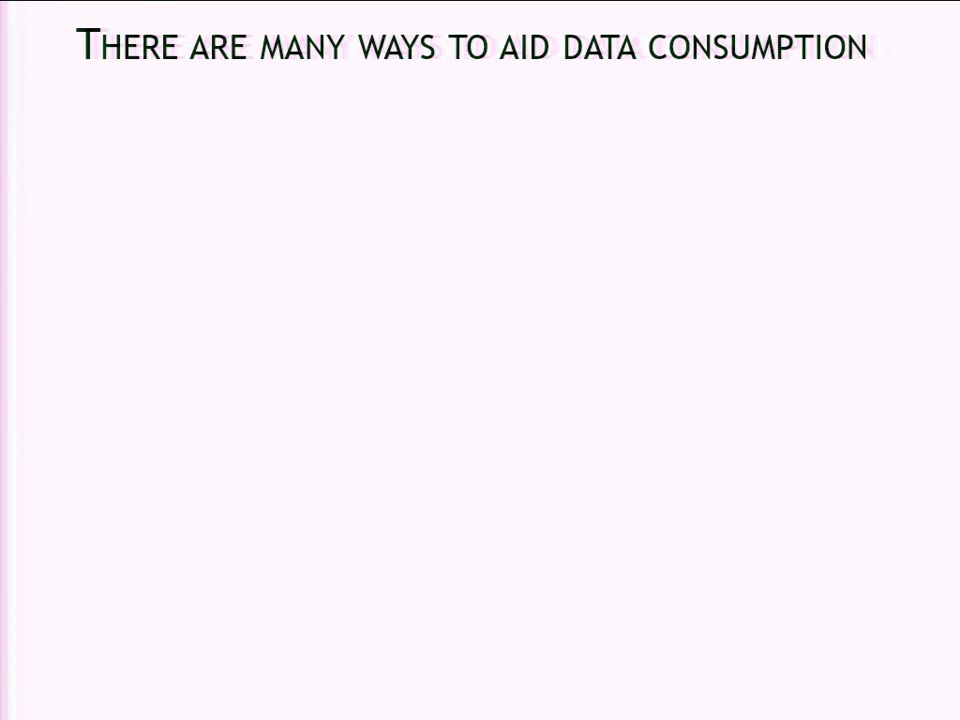 There are many ways to aid data consumption